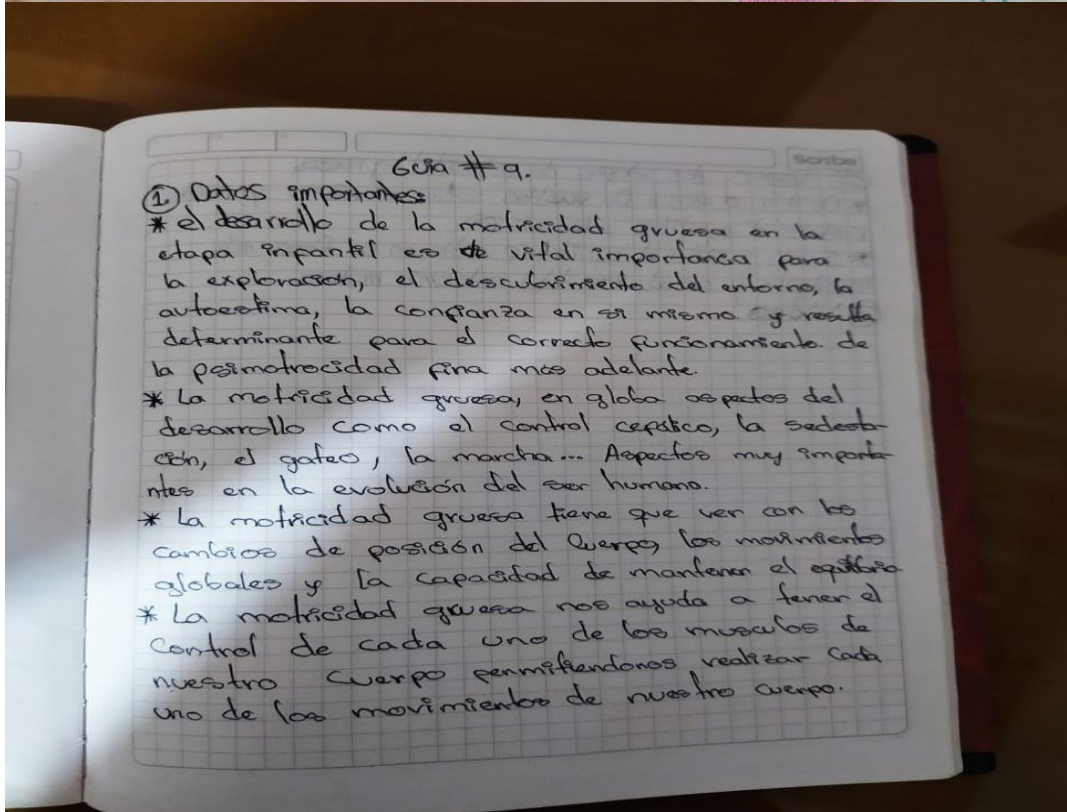 Scribe
Guia # 9.
① Datos importantes:
* el desarrollo de la motricidad gruesa en la
etapa infantil es de vital importancia para
la exploración, el descubrimiento del entorno, la
autoestima, la confianza en si mismo y resulta
determinante para el correcto funcionamiento de
la psimotrocidad fina mas adelante.
* La motricidad gruesa, en globa aspectos del
desarrollo como el control cefalico, la sedesta-
ción, el gateo, la marcha... Aspectos muy importa-
ntes en la evolución del ser humano.
* La motricidad gruesa tiene que ver con los
cambios de posición del cuerpo, los movimientos
globales y la capacidad de mantener el equilibrio.
* La motricidad gruesa nos ayuda a tener el
control de cada uno de los musculos de
nuestro cuerpo permitiendonos realizar cada
uno de los movimientos de nuestro cuerpo.